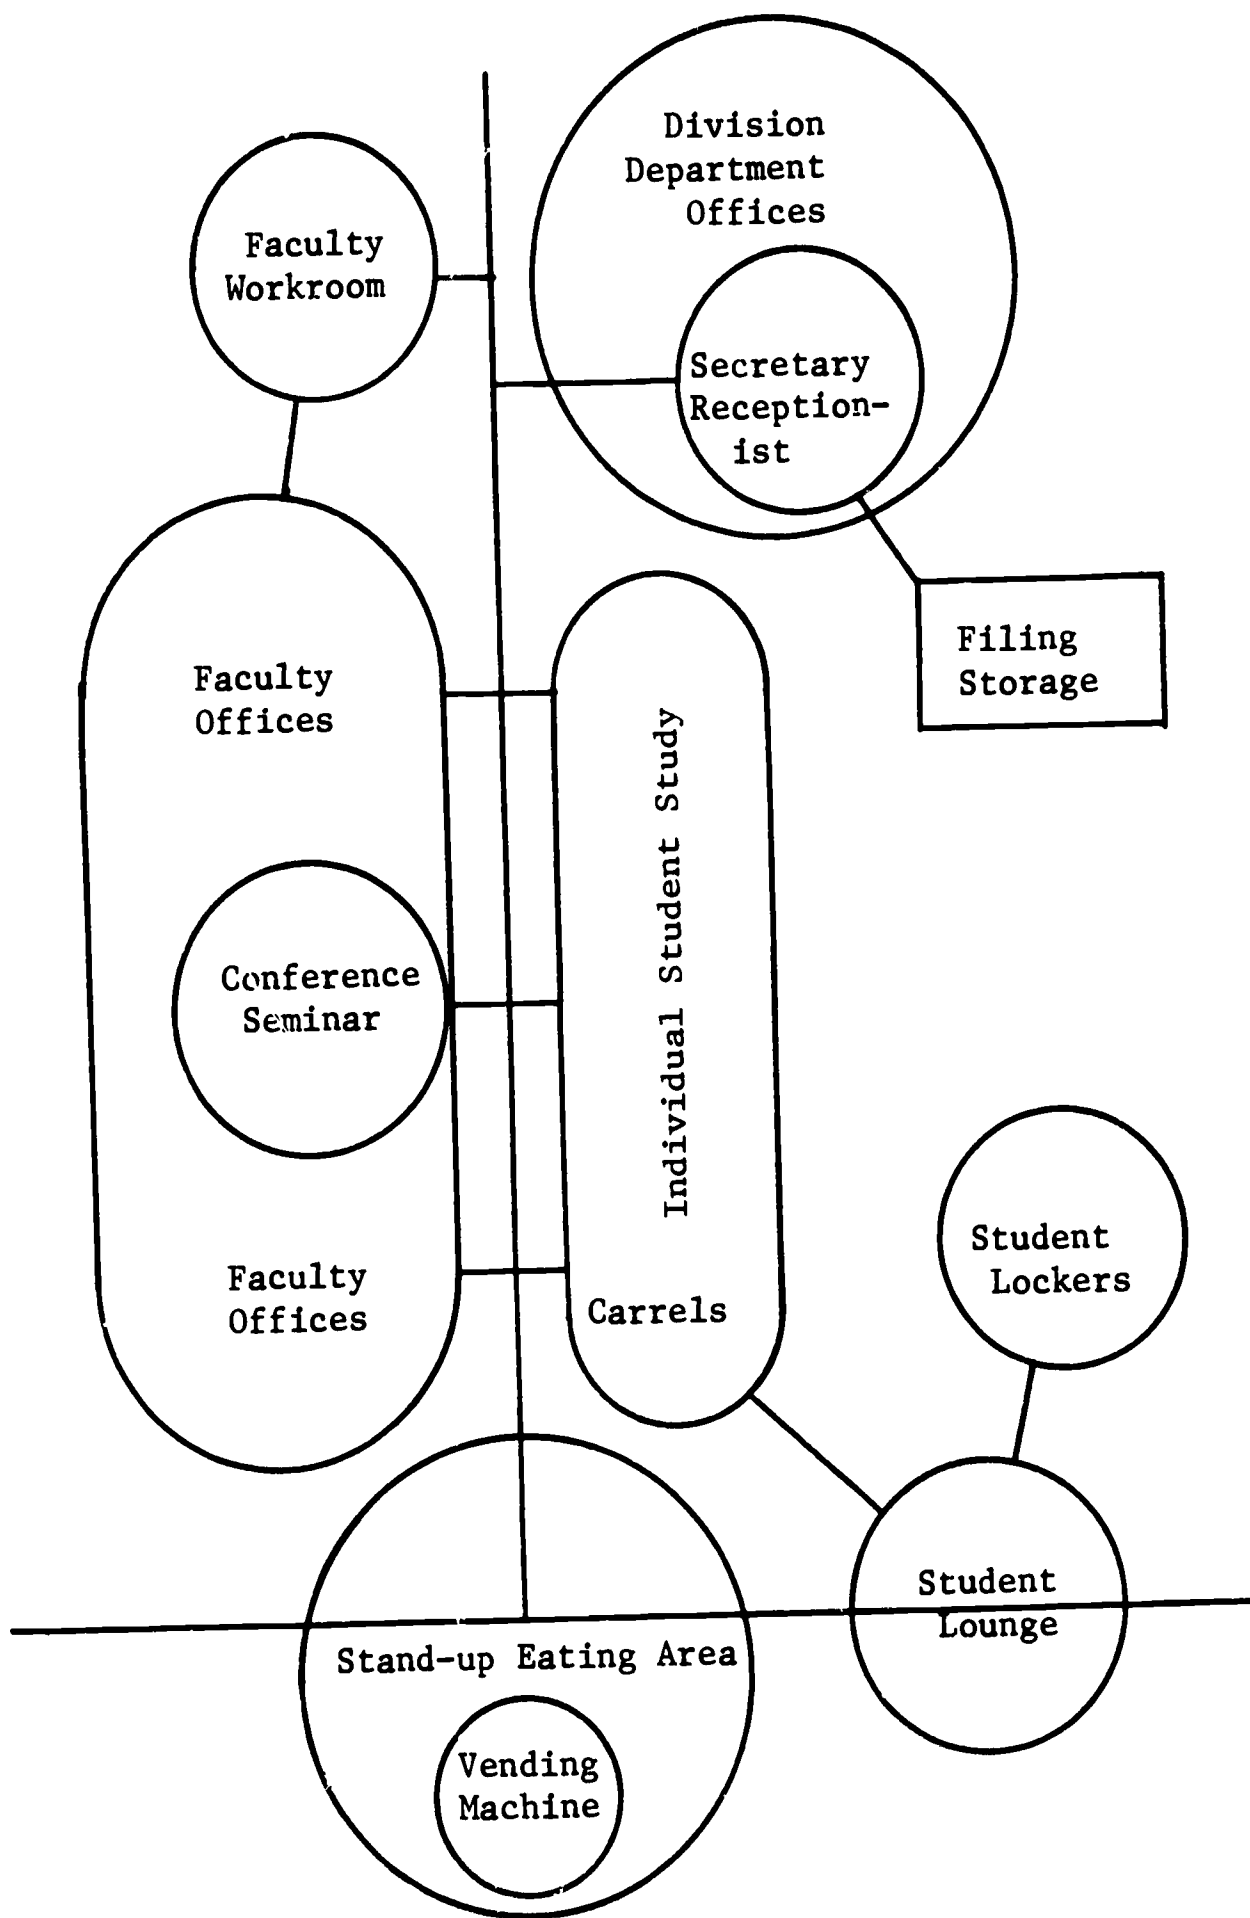 Division
Department
Offices
Faculty
Workroom
Secretary
Reception-
ist
Filing
Storage
Faculty
Offices
Individual Student Study
Conference
Seminar
Student
Lockers
Faculty
Offices
Carrels
Student
Lounge
Stand-up Eating Area
Vending
Machine